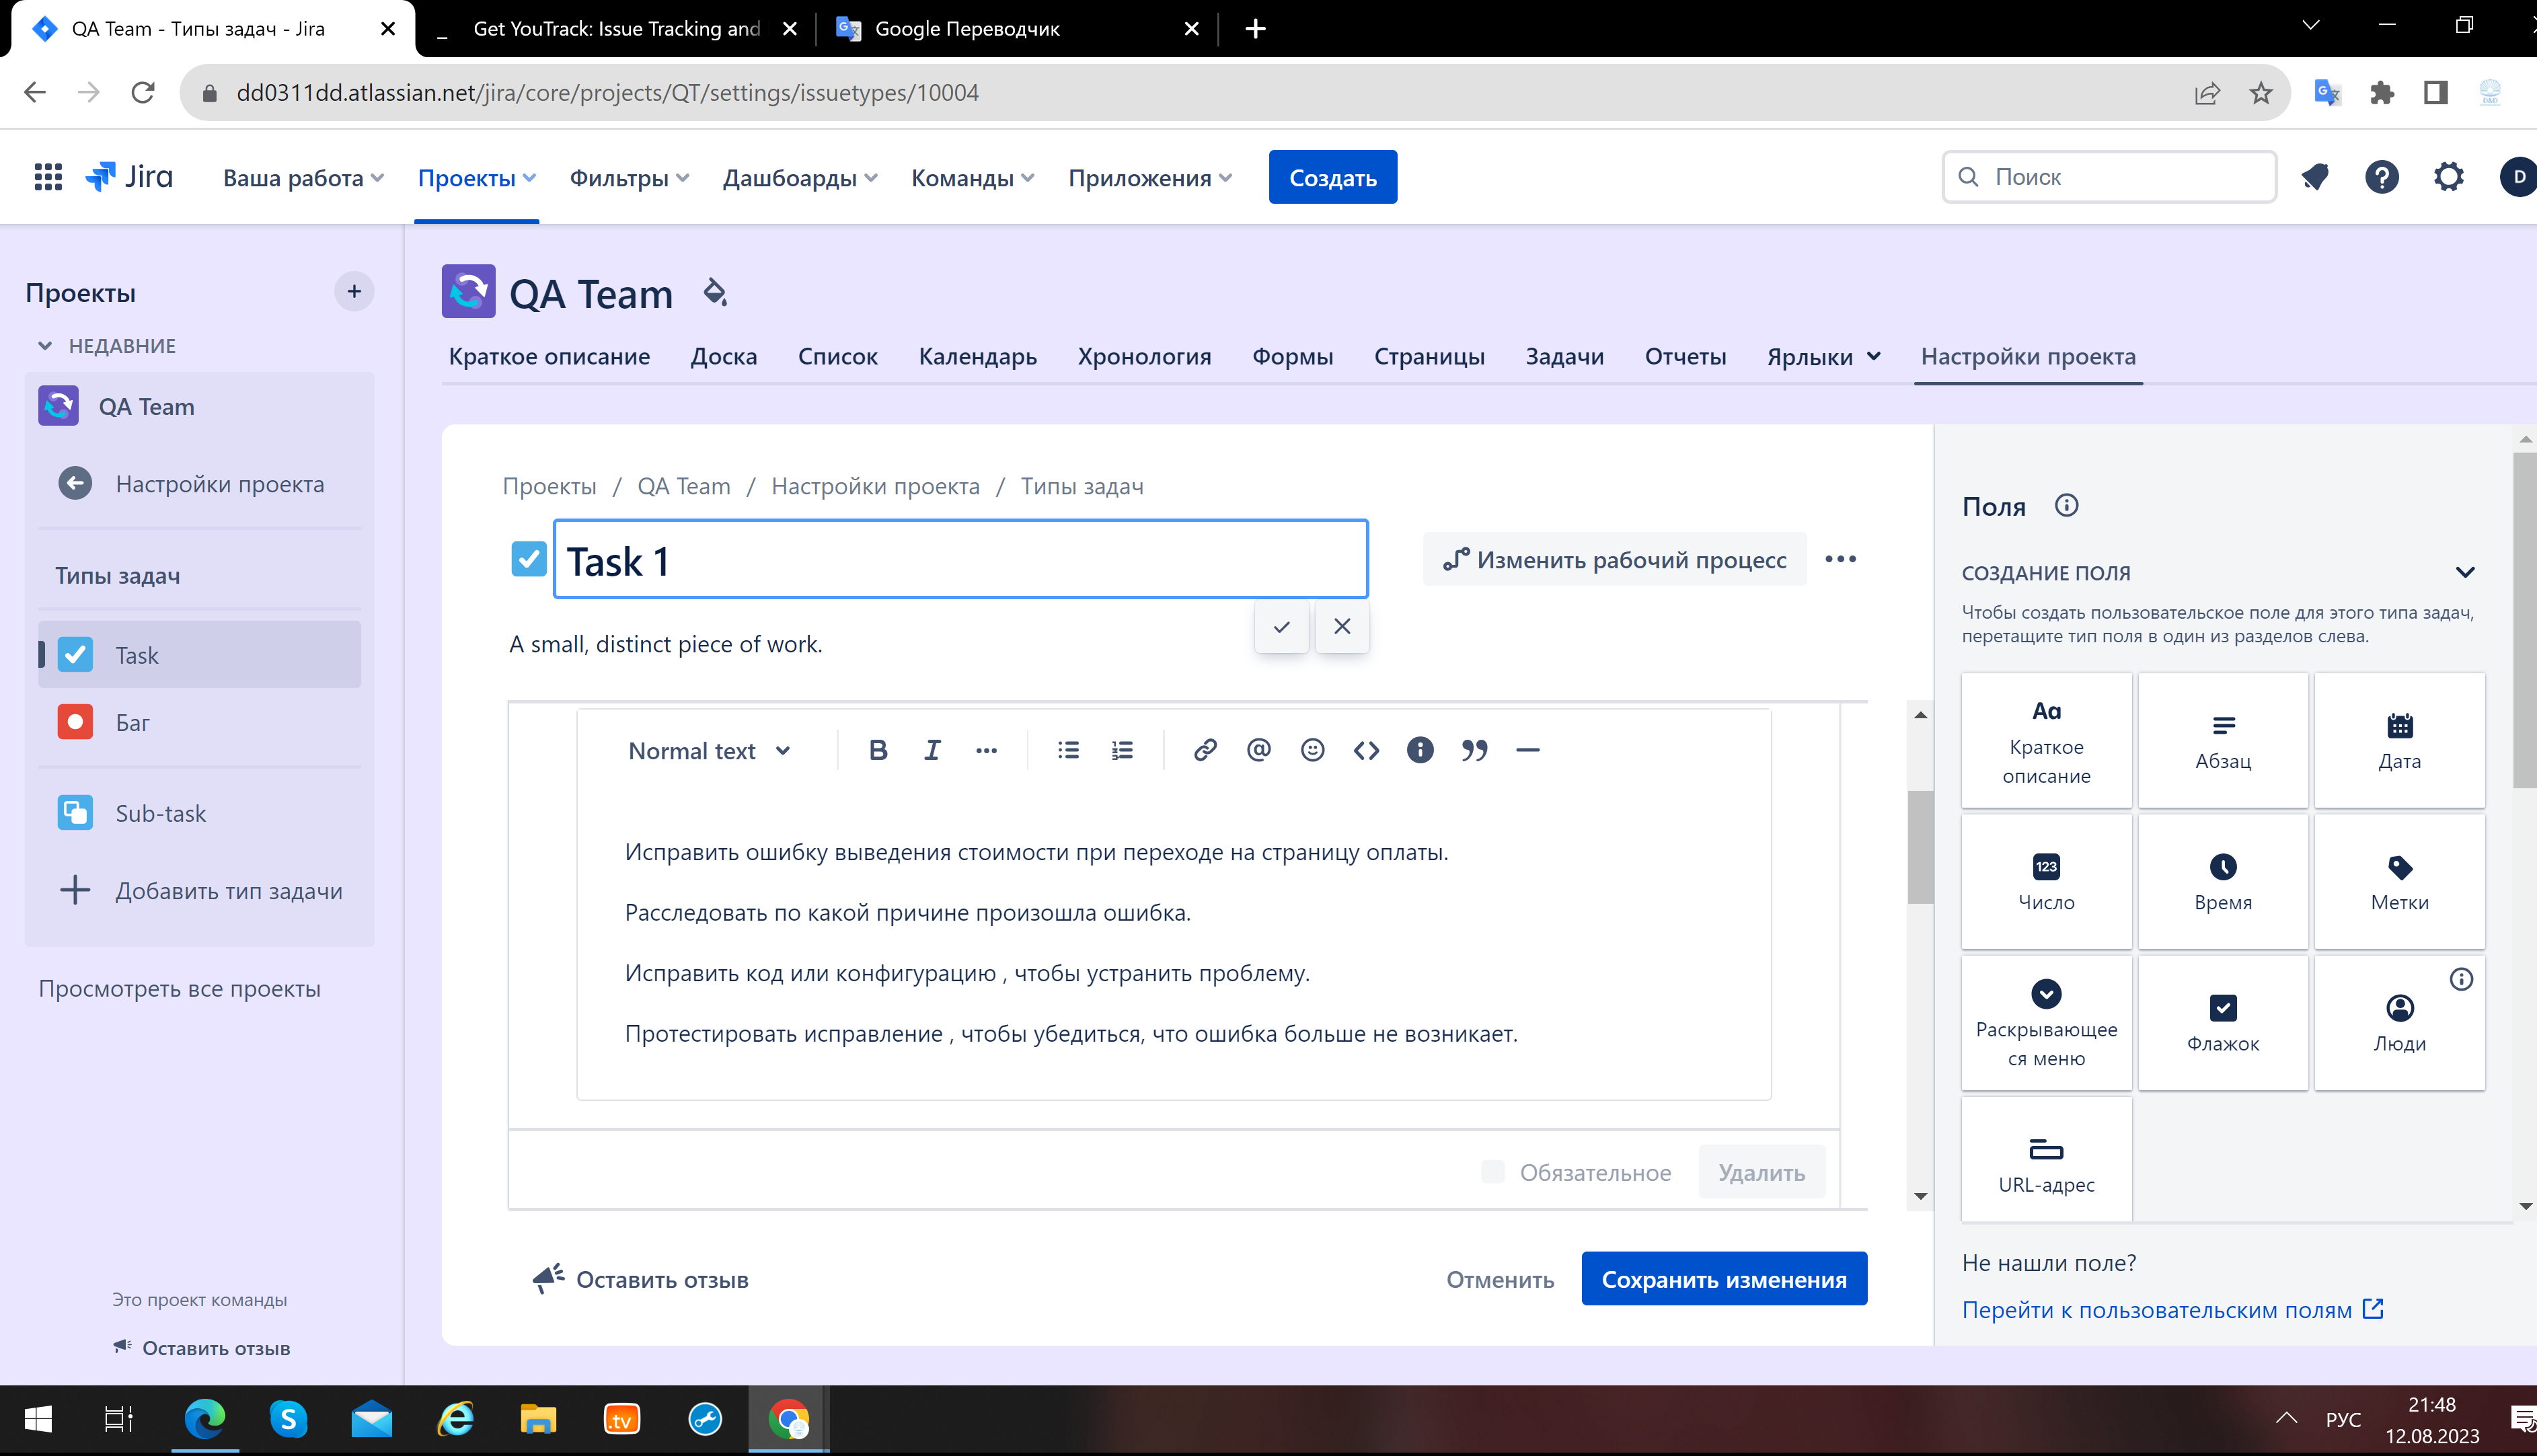 QA Team - Типы задач - Jira
Get YouTrack: Issue Tracking and
Google Переводчик
dd0311dd.atlassian.net/jira/core/projects/QT/settings/issuetypes/10004
Jira
Ваша работа
Проекты
Фильтры
Дашбоарды
Команды
Приложения
Создать
Поиск
D
Проекты
+
НЕДАВНИЕ
QA Team
Настройки проекта
Типы задач
Task
Баг
Sub-task
Добавить тип задачи
Просмотреть все проекты
Это проект команды
Оставить отзыв
QA Team
Краткое описание
Доска
Список
Календарь
Хронология
Формы
Страницы
Задачи
Отчеты
Ярлыки
Настройки проекта
Проекты / QA Team / Настройки проекта / Типы задач
Task 1
Изменить рабочий процесс
A small, distinct piece of work.
Normal text
Исправить ошибку выведения стоимости при переходе на страницу оплаты.
Расследовать по какой причине произошла ошибка.
Исправить код или конфигурацию , чтобы устранить проблему.
Протестировать исправление , чтобы убедиться, что ошибка больше не возникает.
Обязательное
Удалить
Оставить отзыв
Отменить
Сохранить изменения
Поля
СОЗДАНИЕ ПОЛЯ
Чтобы создать пользовательское поле для этого типа задач,
перетащите тип поля в один из разделов слева.
Aa
Краткое
описание
Абзац
Дата
123
Число
Время
Метки
Раскрывающее
ся меню
Флажок
Люди
URL-адрес
Не нашли поле?
Перейти к пользовательским полям
.tv
РУС
21:48
12.08.2023